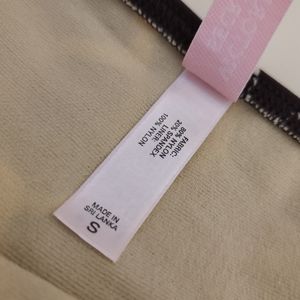 FABRIC:
80% NYLON
20% SPANDEX
LINER:
100% NYLON
MADE IN
SRI LANKA
S